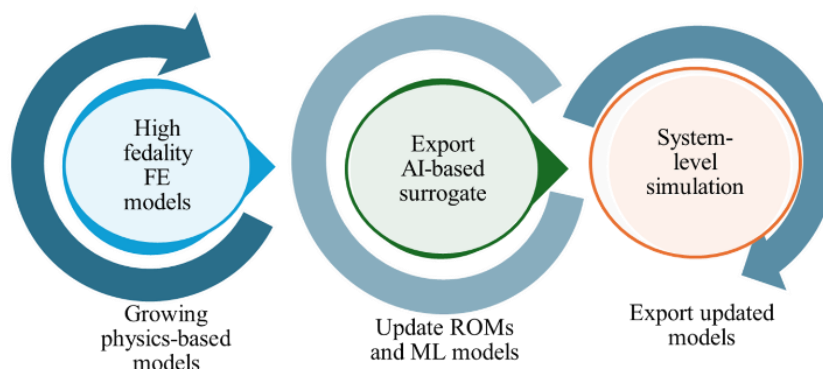 High
fedality
FE
models
Export
AI-based
surrogate
System-
level
simulation
Growing
physics-based
models
Update ROMs
and ML models
Export updated
models